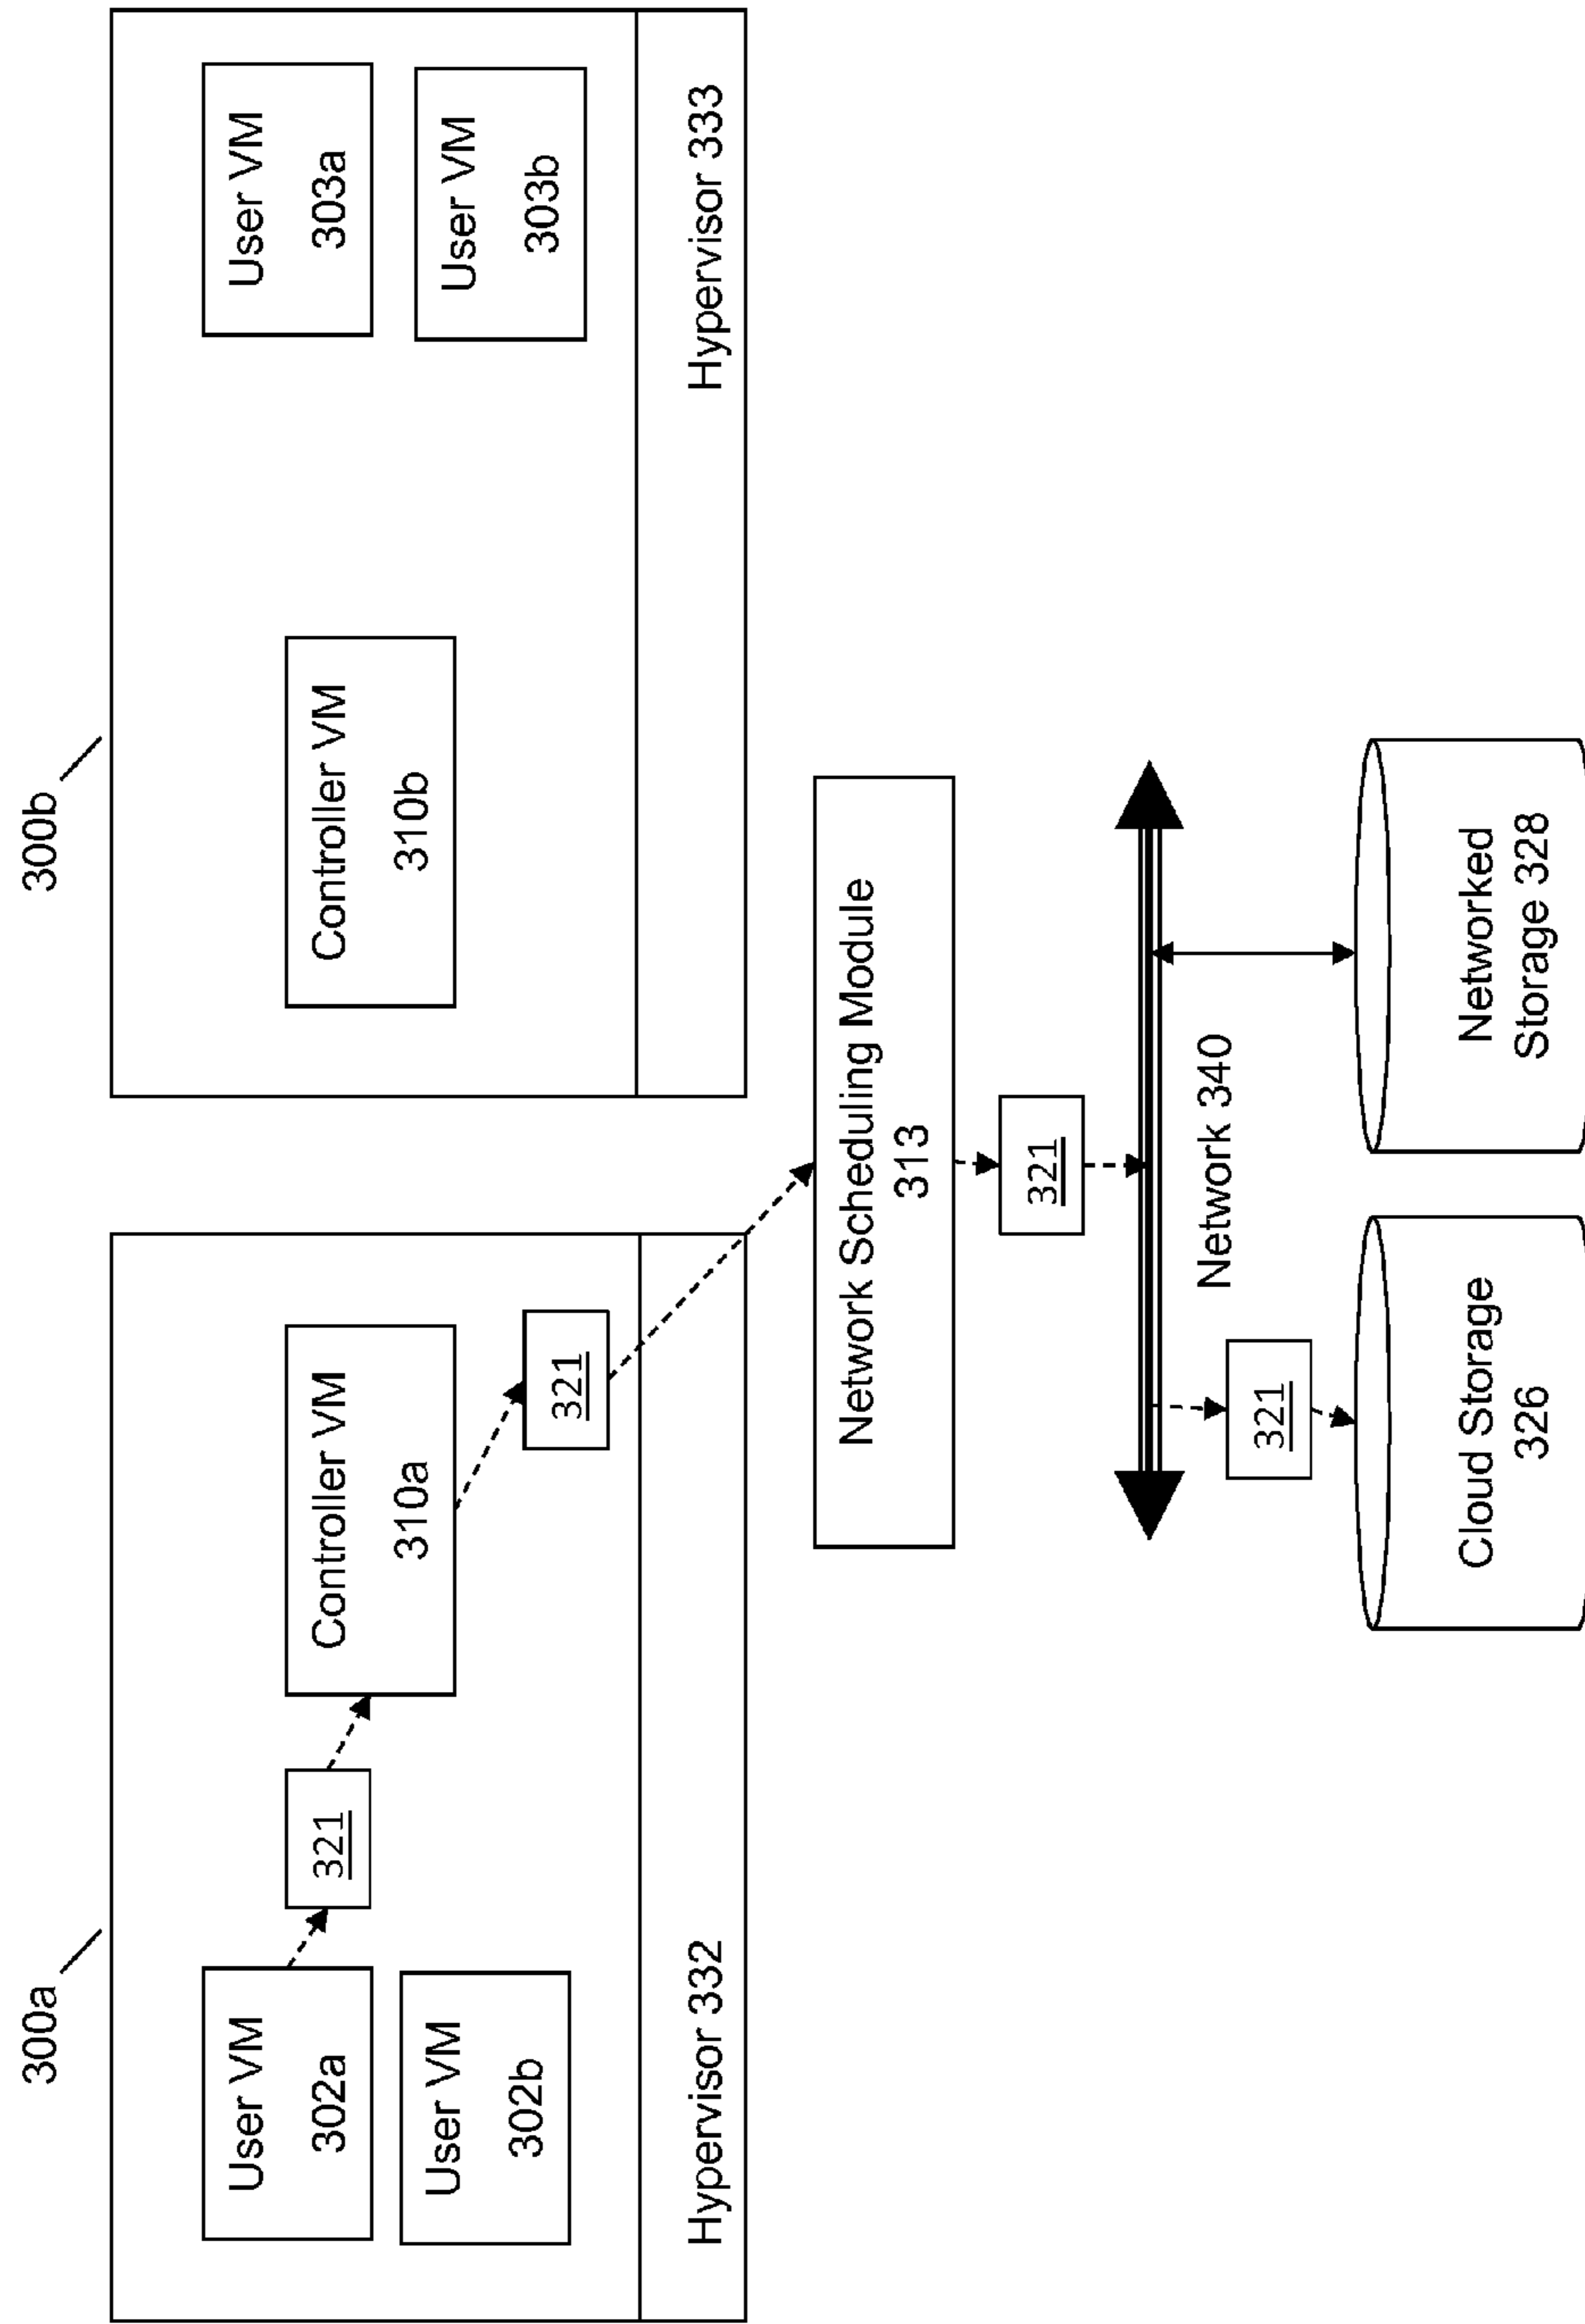 300a
300b
User VM
302a
User VM
302b
321
Controller VM
310a
321
Hypervisor 332
Controller VM
310b
User VM
303a
User VM
303b
Hypervisor 333
Network Scheduling Module
313
321
Network 340
321
Cloud Storage
326
Networked
Storage 328